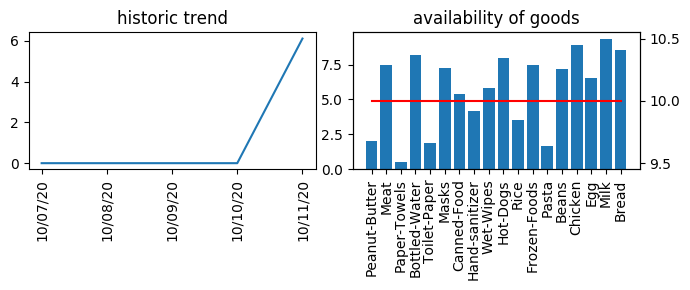 historic trend
6
4
2
0
10/07/20
10/08/20
10/09/20
10/10/20
10/11/20
availability of goods
7.5
5.0
2.5
0.0
10.5
10.0
9.5
Peanut-Butter
Meat
Paper-Towels
Bottled-Water
Toilet-Paper
Masks
Canned-Food
Hand-sanitizer
Wet-Wipes
Hot-Dogs
Rice
Frozen-Foods
Pasta
Beans
Chicken
Egg
Milk
Bread